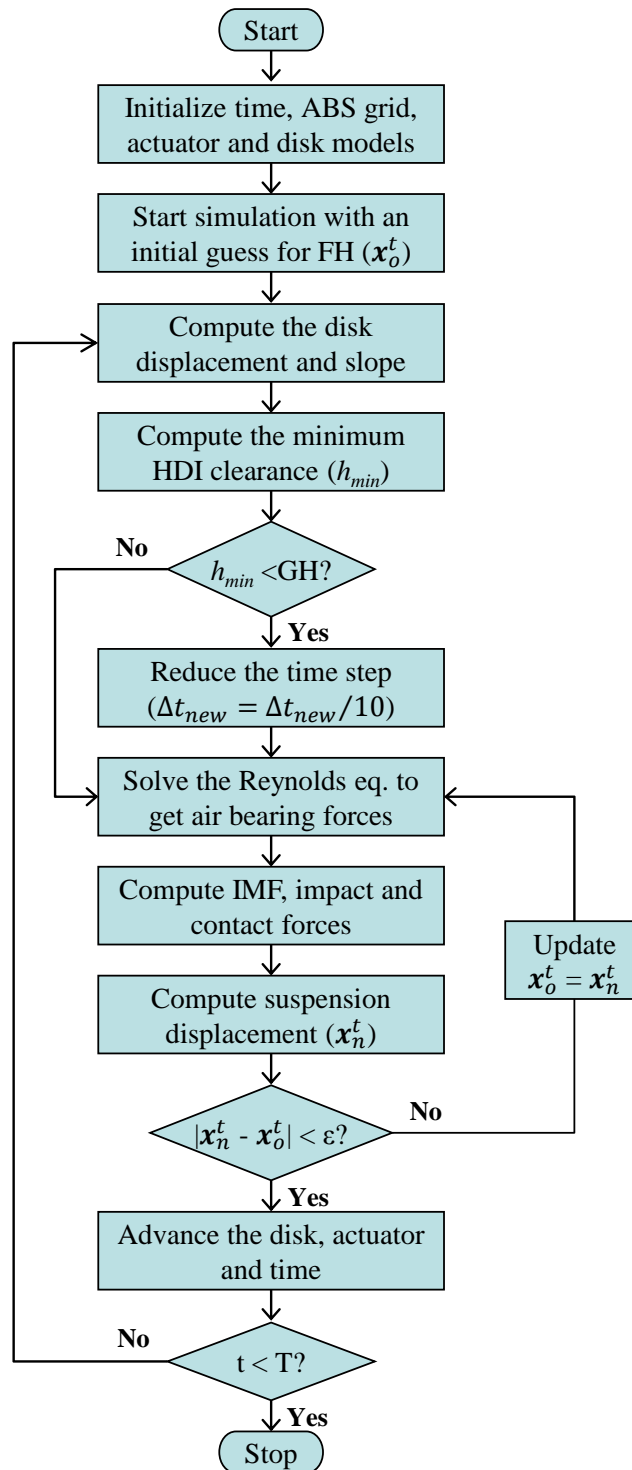 Start
Initialize time, ABS grid,
actuator and disk models
Start simulation with an
initial guess for FH (𝒙ₒᵗ)
Compute the disk
displacement and slope
Compute the minimum
HDI clearance (hₘᵢₙ)
No
hₘᵢₙ <GH?
Yes
Reduce the time step
(Δtₙₑw = Δtₙₑw/10)
Solve the Reynolds eq. to
get air bearing forces
Compute IMF, impact and
contact forces
Update
𝒙ₒᵗ = 𝒙ₙᵗ
Compute suspension
displacement (𝒙ₙᵗ)
|𝒙ₙᵗ - 𝒙ₒᵗ| < ε?
No
Yes
Advance the disk, actuator
and time
No
t < T?
Yes
Stop